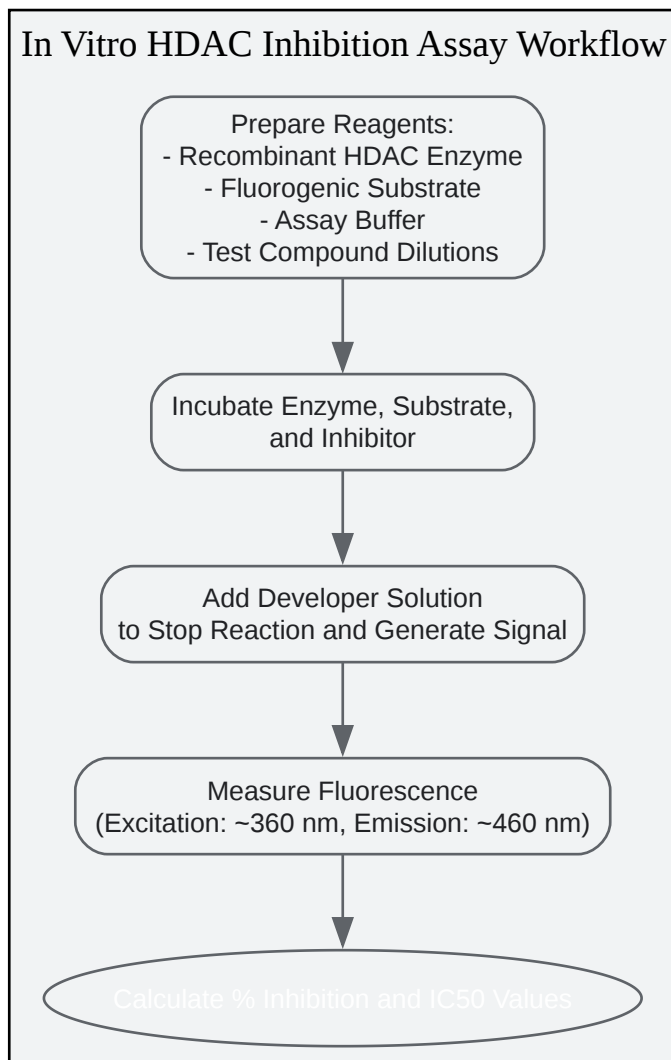 In Vitro HDAC Inhibition Assay Workflow
Prepare Reagents:
- Recombinant HDAC Enzyme
- Fluorogenic Substrate
- Assay Buffer
- Test Compound Dilutions
Incubate Enzyme, Substrate,
and Inhibitor
Add Developer Solution
to Stop Reaction and Generate Signal
Measure Fluorescence
(Excitation: ~360 nm, Emission: ~460 nm)
Calculate % Inhibition and IC50 Values